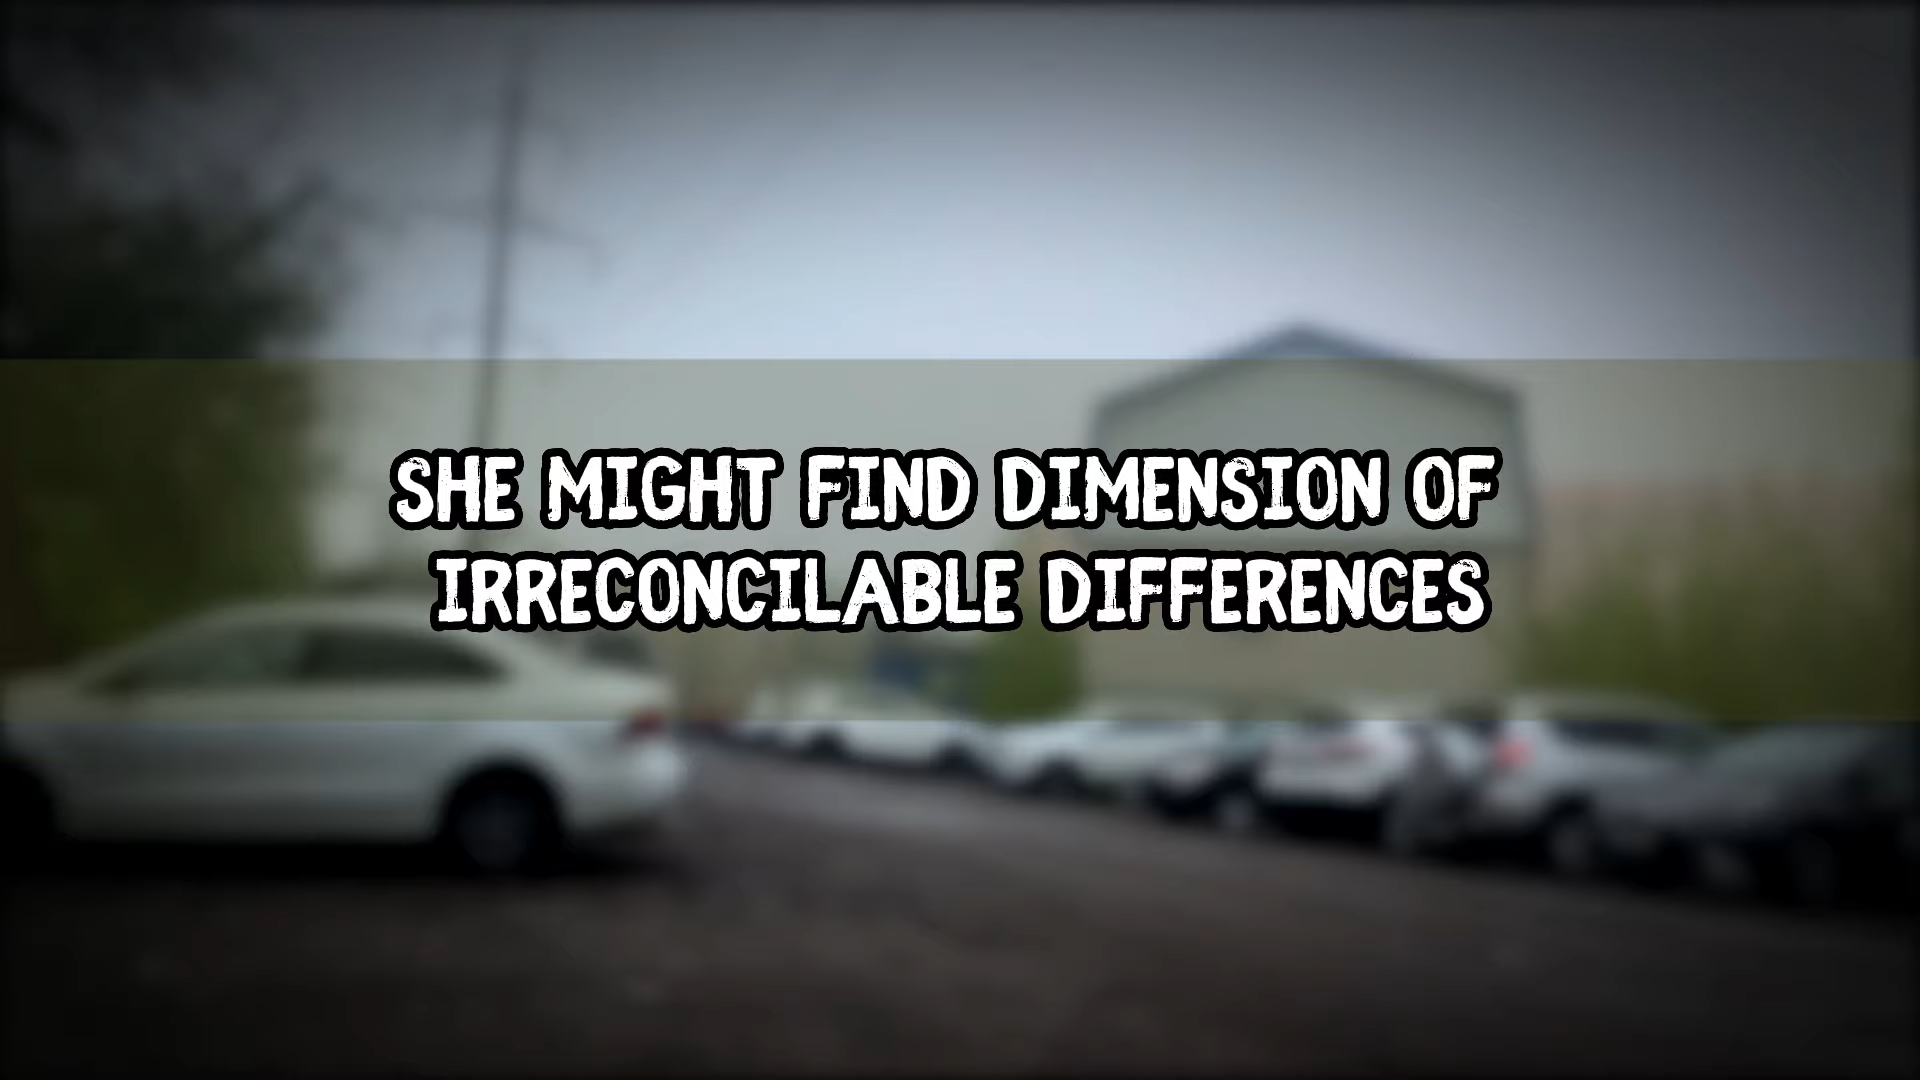 SHE MIGHT FIND DIMENSION OF
IRRECONCILABLE DIFFERENCES